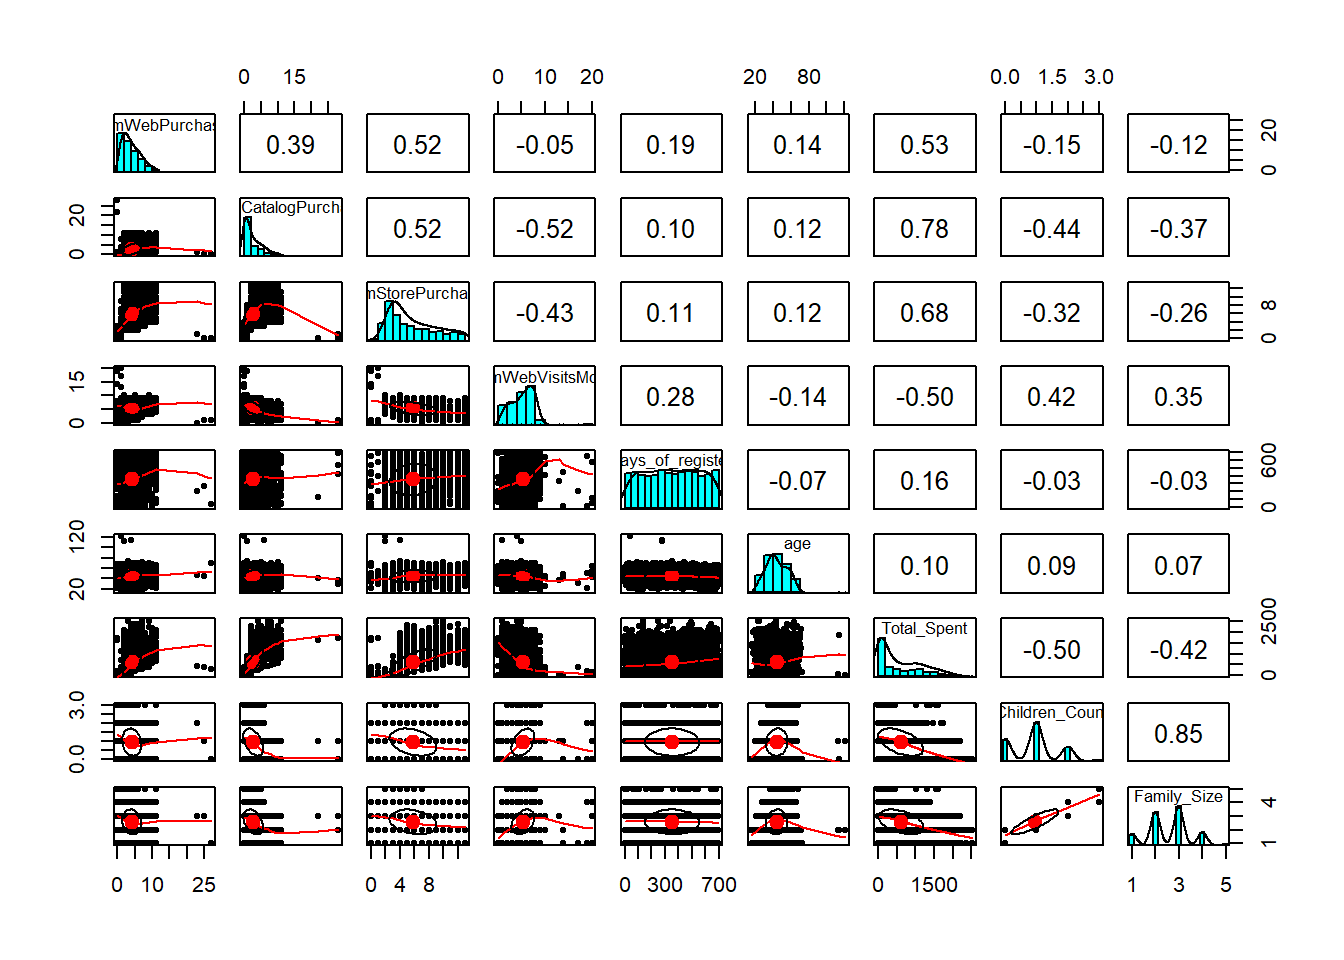 0 15 0 10 20 20 80 0.0 1.5 3.0
mWebPurchas 0.39 0.52 -0.05 0.19 0.14 0.53 -0.15 -0.12 0 20
0 20 CatalogPurcha 0.52 -0.52 0.10 0.12 0.78 -0.44 -0.37
mStorePurcha -0.43 0.11 0.12 0.68 -0.32 -0.26 0 8
0 15 mWebVisitsMo 0.28 -0.14 -0.50 0.42 0.35
ays_of_registe -0.07 0.16 -0.03 -0.03 0 600
20 120 age 0.10 0.09 0.07
Total_Spent -0.50 -0.42 0 2500
0.0 3.0 Children_Coun 0.85
Family_Size 1 4
0 10 25 0 4 8 0 300 700 0 1500 1 3 5